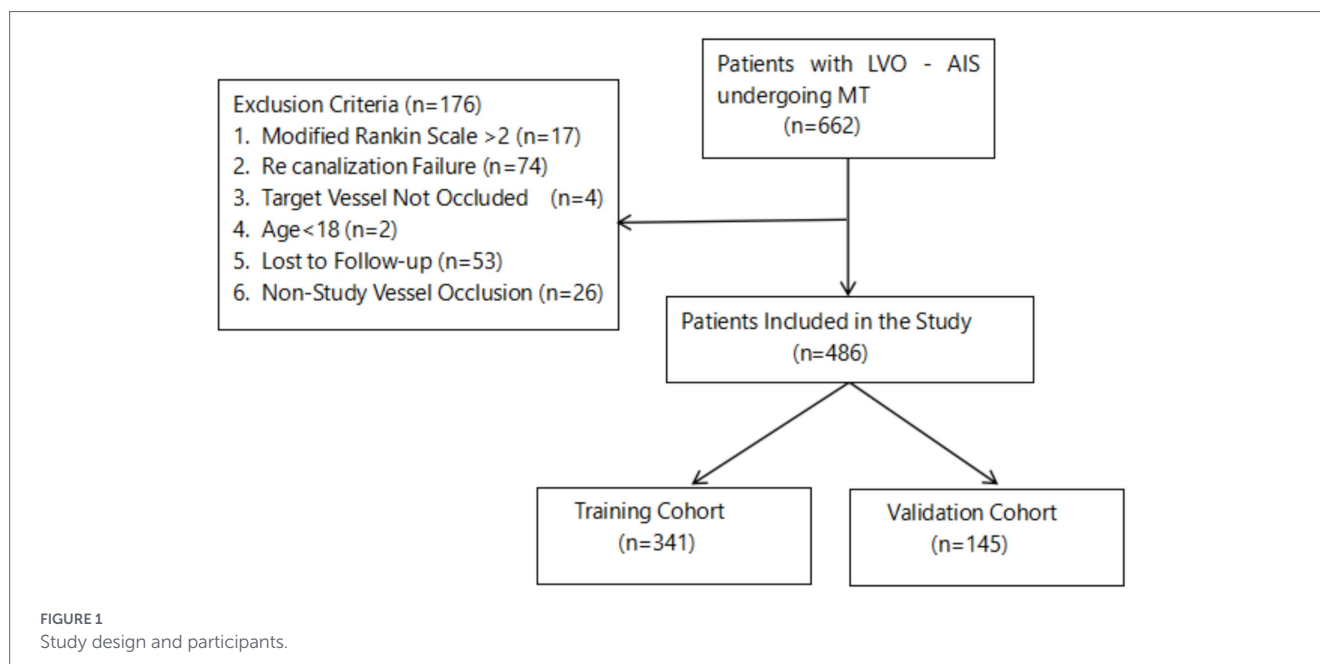 Patients with LVO - AIS
undergoing MT
(n=662)
Exclusion Criteria (n=176)
1. Modified Rankin Scale >2 (n=17)
2. Re canalization Failure (n=74)
3. Target Vessel Not Occluded (n=4)
4. Age<18 (n=2)
5. Lost to Follow-up (n=53)
6. Non-Study Vessel Occlusion (n=26)
Patients Included in the Study
(n=486)
Training Cohort
(n=341)
Validation Cohort
(n=145)
FIGURE 1
Study design and participants.